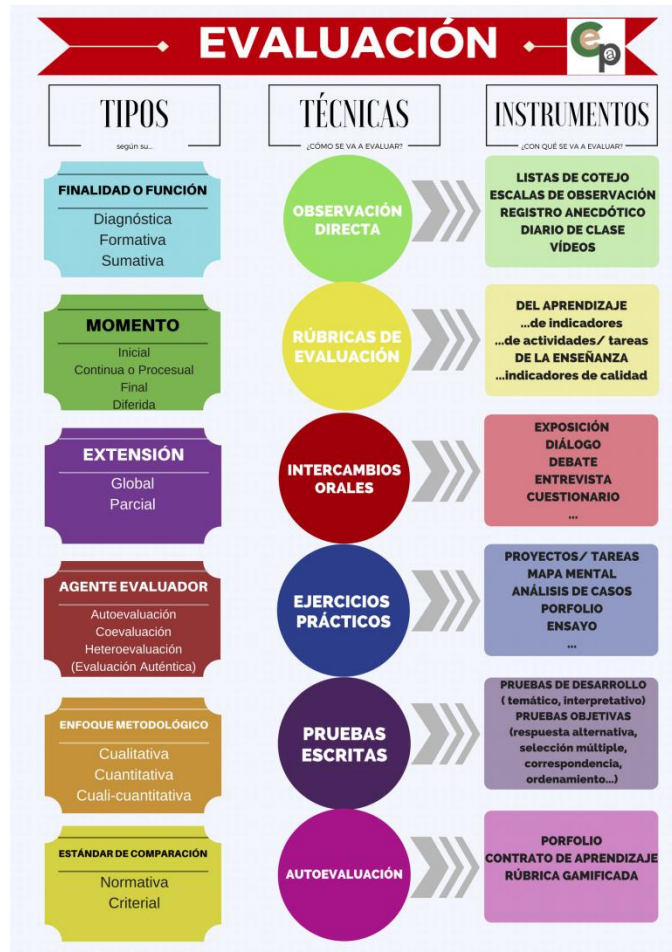 EVALUACIÓN
Cepa
TIPOS
según su...
FINALIDAD O FUNCIÓN
Diagnóstica
Formativa
Sumativa
MOMENTO
Inicial
Continua o Procesual
Final
Diferida
EXTENSIÓN
Global
Parcial
AGENTE EVALUADOR
Autoevaluación
Coevaluación
Heteroevaluación
(Evaluación Auténtica)
ENFOQUE METODOLÓGICO
Cualitativa
Cuantitativa
Cuali-cuantitativa
ESTÁNDAR DE COMPARACIÓN
Normativa
Criterial
TÉCNICAS
¿CÓMO SE VA A EVALUAR?
OBSERVACIÓN
DIRECTA
RÚBRICAS DE
EVALUACIÓN
INTERCAMBIOS
ORALES
EJERCICIOS
PRÁCTICOS
PRUEBAS
ESCRITAS
AUTOEVALUACIÓN
INSTRUMENTOS
¿CON QUÉ SE VA A EVALUAR?
LISTAS DE COTEJO
ESCALAS DE OBSERVACIÓN
REGISTRO ANECDÓTICO
DIARIO DE CLASE
VÍDEOS
DEL APRENDIZAJE
...de indicadores
...de actividades/ tareas
DE LA ENSEÑANZA
...indicadores de calidad
EXPOSICIÓN
DIÁLOGO
DEBATE
ENTREVISTA
CUESTIONARIO
...
PROYECTOS/ TAREAS
MAPA MENTAL
ANÁLISIS DE CASOS
PORFOLIO
ENSAYO
...
PRUEBAS DE DESARROLLO
( temático, interpretativo)
PRUEBAS OBJETIVAS
(respuesta alternativa,
selección múltiple,
correspondencia,
ordenamiento...)
PORFOLIO
CONTRATO DE APRENDIZAJE
RÚBRICA GAMIFICADA